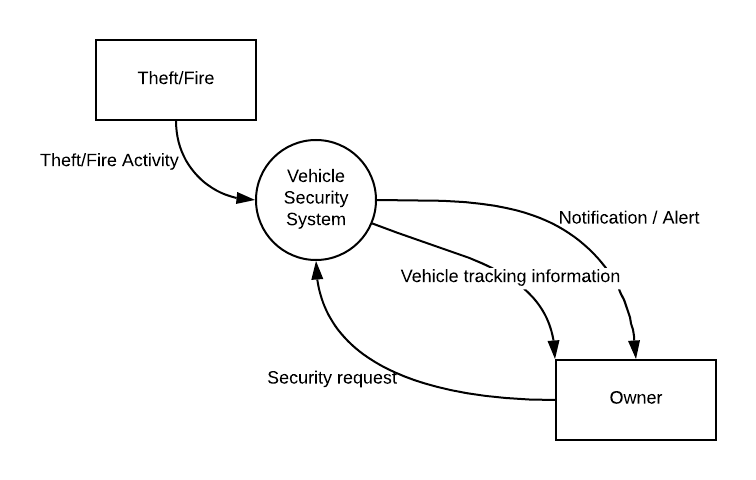 Theft/Fire
Theft/Fire Activity
Vehicle
Security
System
Notification / Alert
Vehicle tracking information
Security request
Owner